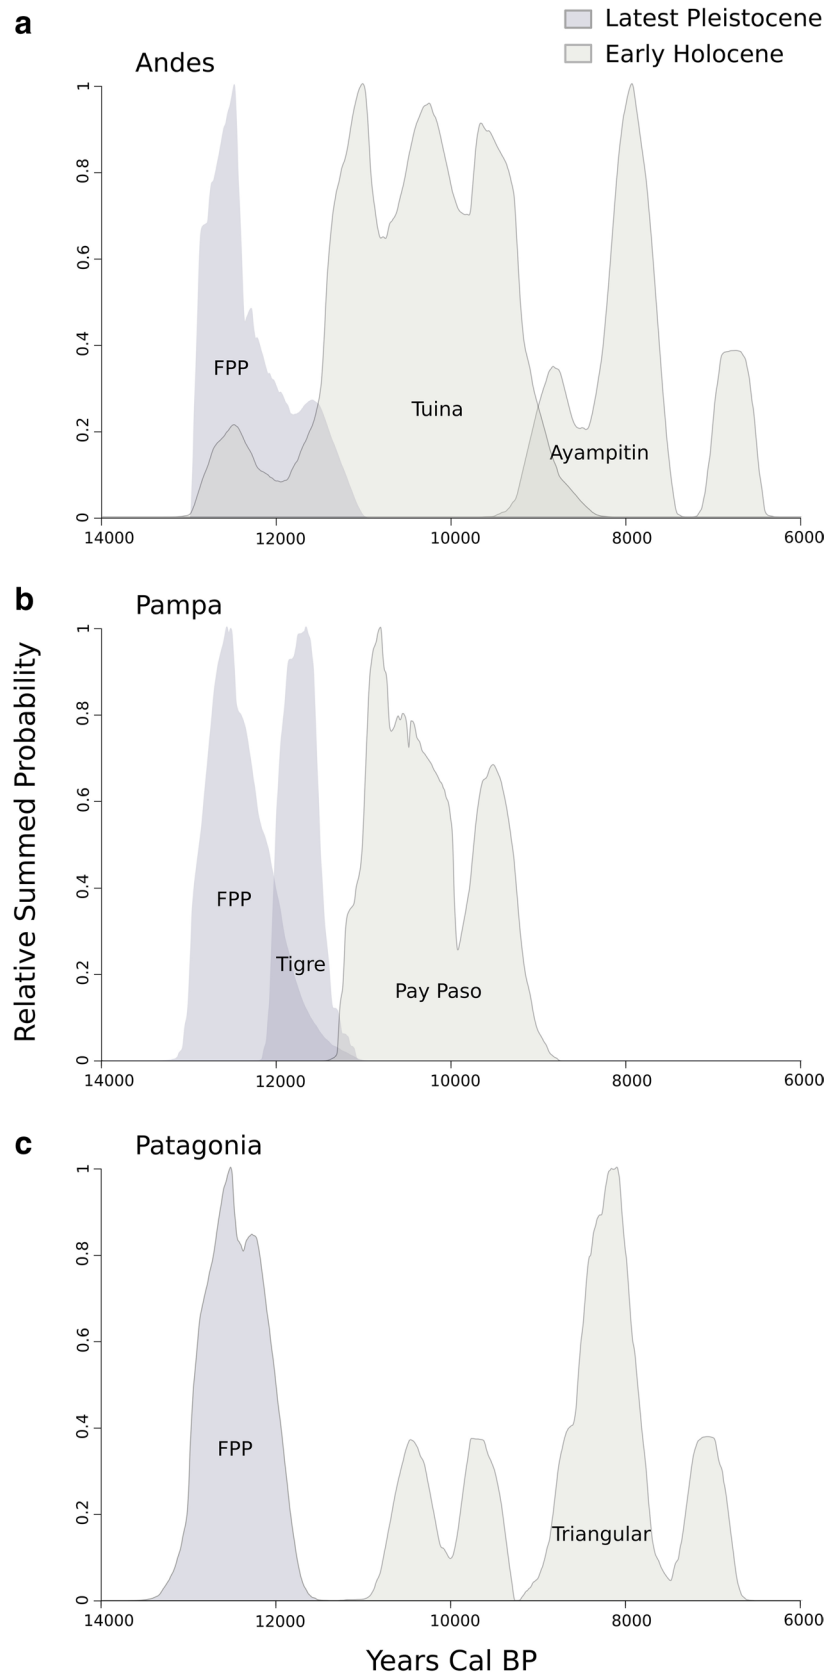 a
Latest Pleistocene
Early Holocene
Andes
1
0.8
0.6
0.4
0.2
0
FPP
Tuina
Ayampitin
14000 12000 10000 8000 6000
b
Pampa
Relative Summed Probability
1
0.8
0.6
0.4
0.2
0
FPP
Tigre
Pay Paso
14000 12000 10000 8000 6000
c
Patagonia
1
0.8
0.6
0.4
0.2
0
FPP
Triangular
14000 12000 10000 8000 6000
Years Cal BP